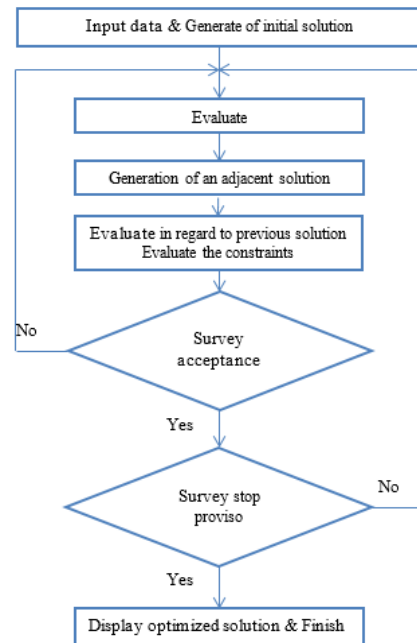 Input data & Generate of initial solution
Evaluate
Generation of an adjacent solution
Evaluate in regard to previous solution
Evaluate the constraints
No
Survey
acceptance
Yes
No
Survey stop
proviso
Yes
Display optimized solution & Finish